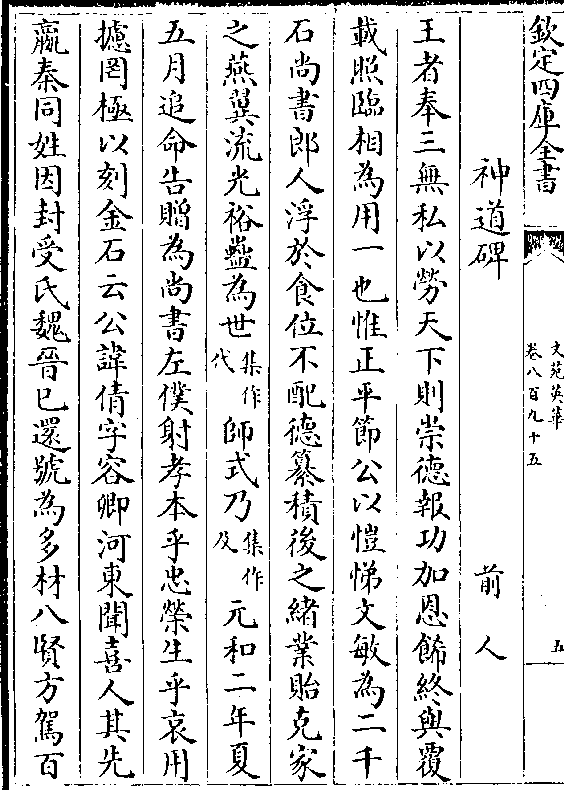 欽定四庫全書
文苑英華
卷八百九十五
五
神道碑
前人
王者奉三無私以勞天下則崇德報功加恩飾終與覆
載照臨相為用一也惟正平節公以愷悌文敏為二千
石尚書郎人浮於食位不配德纂積後之緒業貽克家
之燕翼流光裕蠱為世集作代師式乃集作及元和二年夏
五月追命告贈為尚書左僕射孝本乎忠榮生乎哀用
攄罔極以刻金石云公諱倩字容卿河東聞喜人其先
嬴秦同姓因封受氏魏晉已還號為多材八賢方駕百